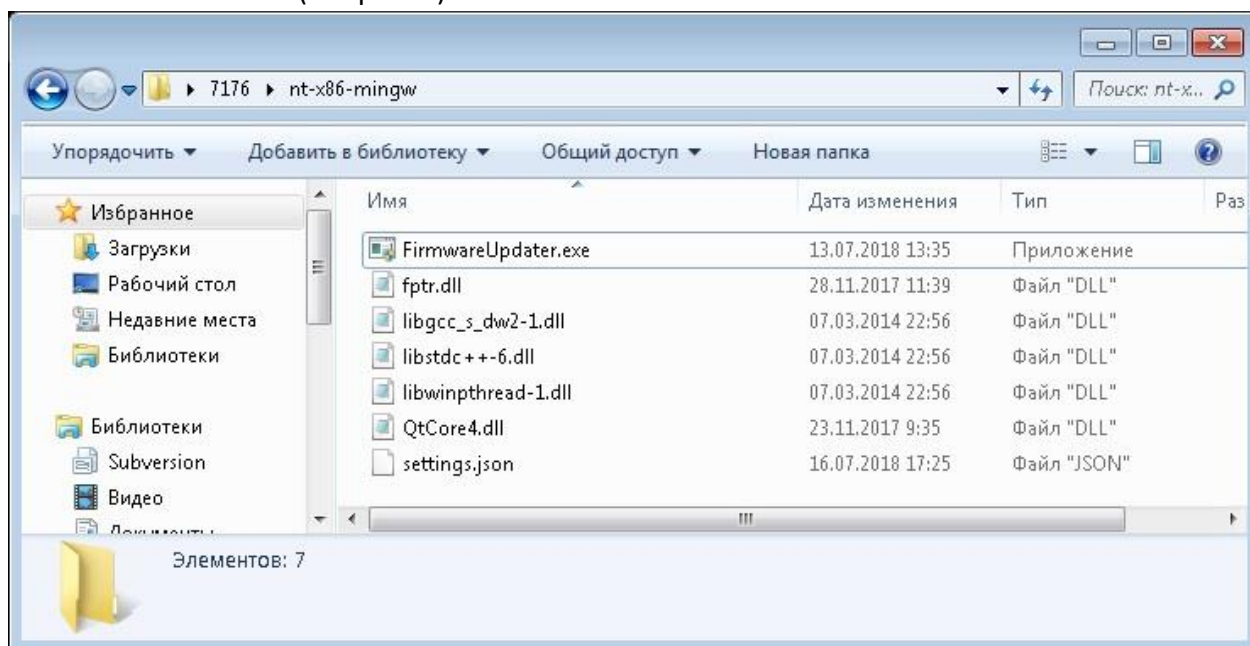 7176 nt-x86-mingw Поиск: nt-x...
Упорядочить Добавить в библиотеку Общий доступ Новая папка
Избранное
Загрузки
Рабочий стол
Недавние места
Библиотеки
Библиотеки
Subversion
Видео
Имя Дата изменения Тип Раз
FirmwareUpdater.exe 13.07.2018 13:35 Приложение
fptr.dll 28.11.2017 11:39 Файл "DLL"
libgcc_s_dw2-1.dll 07.03.2014 22:56 Файл "DLL"
libstdc++-6.dll 07.03.2014 22:56 Файл "DLL"
libwinpthread-1.dll 07.03.2014 22:56 Файл "DLL"
QtCore4.dll 23.11.2017 9:35 Файл "DLL"
settings.json 16.07.2018 17:25 Файл "JSON"
Элементов: 7